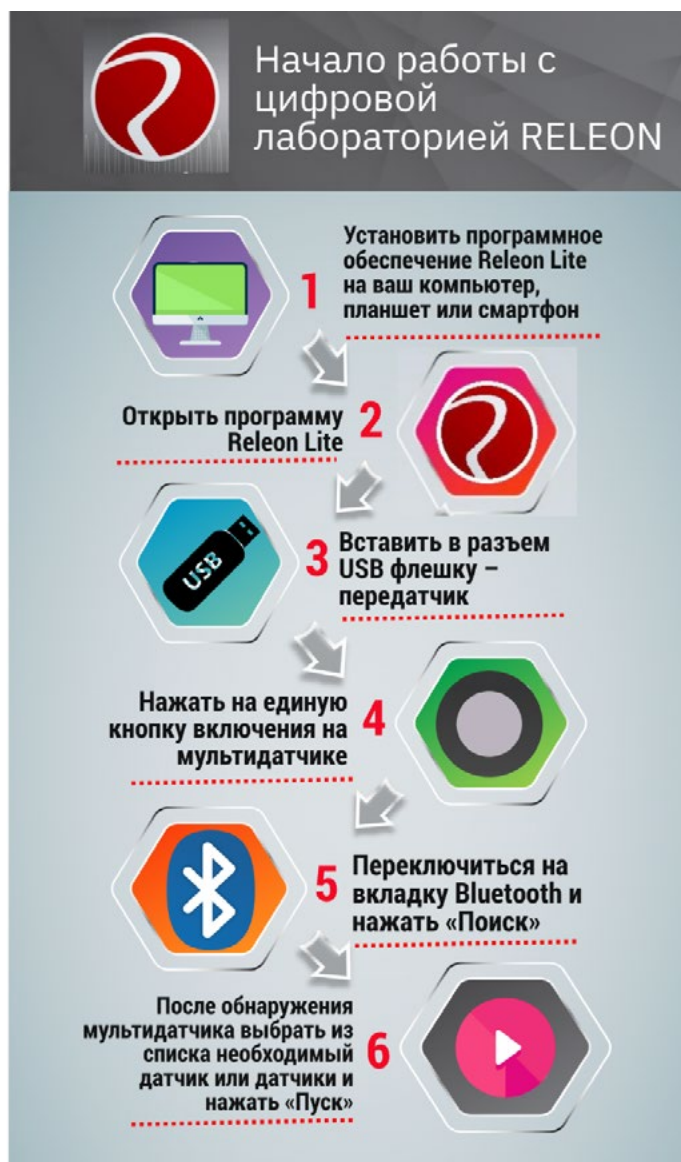 Начало работы с
цифровой
лабораторией RELEON
1
Установить программное
обеспечение Releon Lite
на ваш компьютер,
планшет или смартфон
Открыть программу
Releon Lite
2
USB
3
Вставить в разъем
USB флешку –
передатчик
Нажать на единую
кнопку включения на
мультидатчике
4
5
Переключиться на
вкладку Bluetooth и
нажать «Поиск»
После обнаружения
мультидатчика выбрать из
списка необходимый
датчик или датчики и
нажать «Пуск»
6